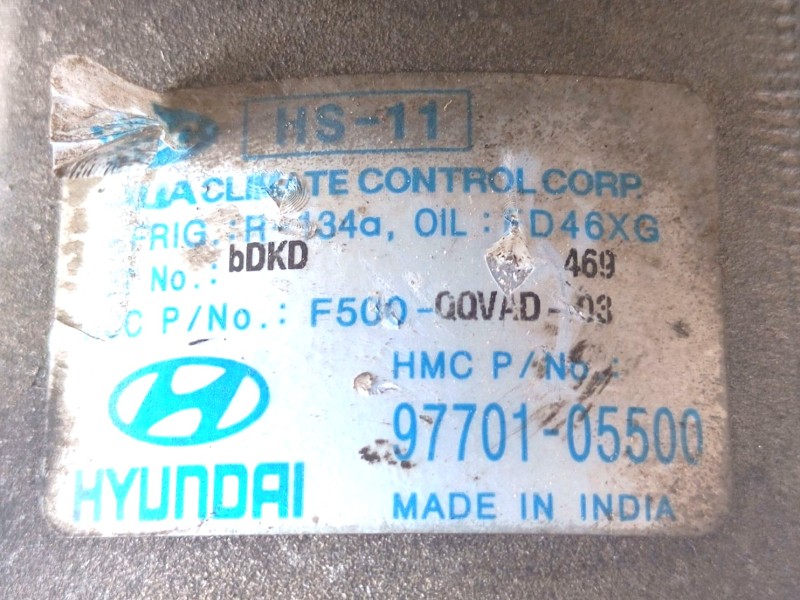 HS-11
CLIMATE CONTROL CORP.
FRIG.: R-134a, OIL: FD46XG
No.: bDKD 469
C P/No.: F500-QQVAD-03
HMC P/No.:
97701-05500
HYUNDAI
MADE IN INDIA